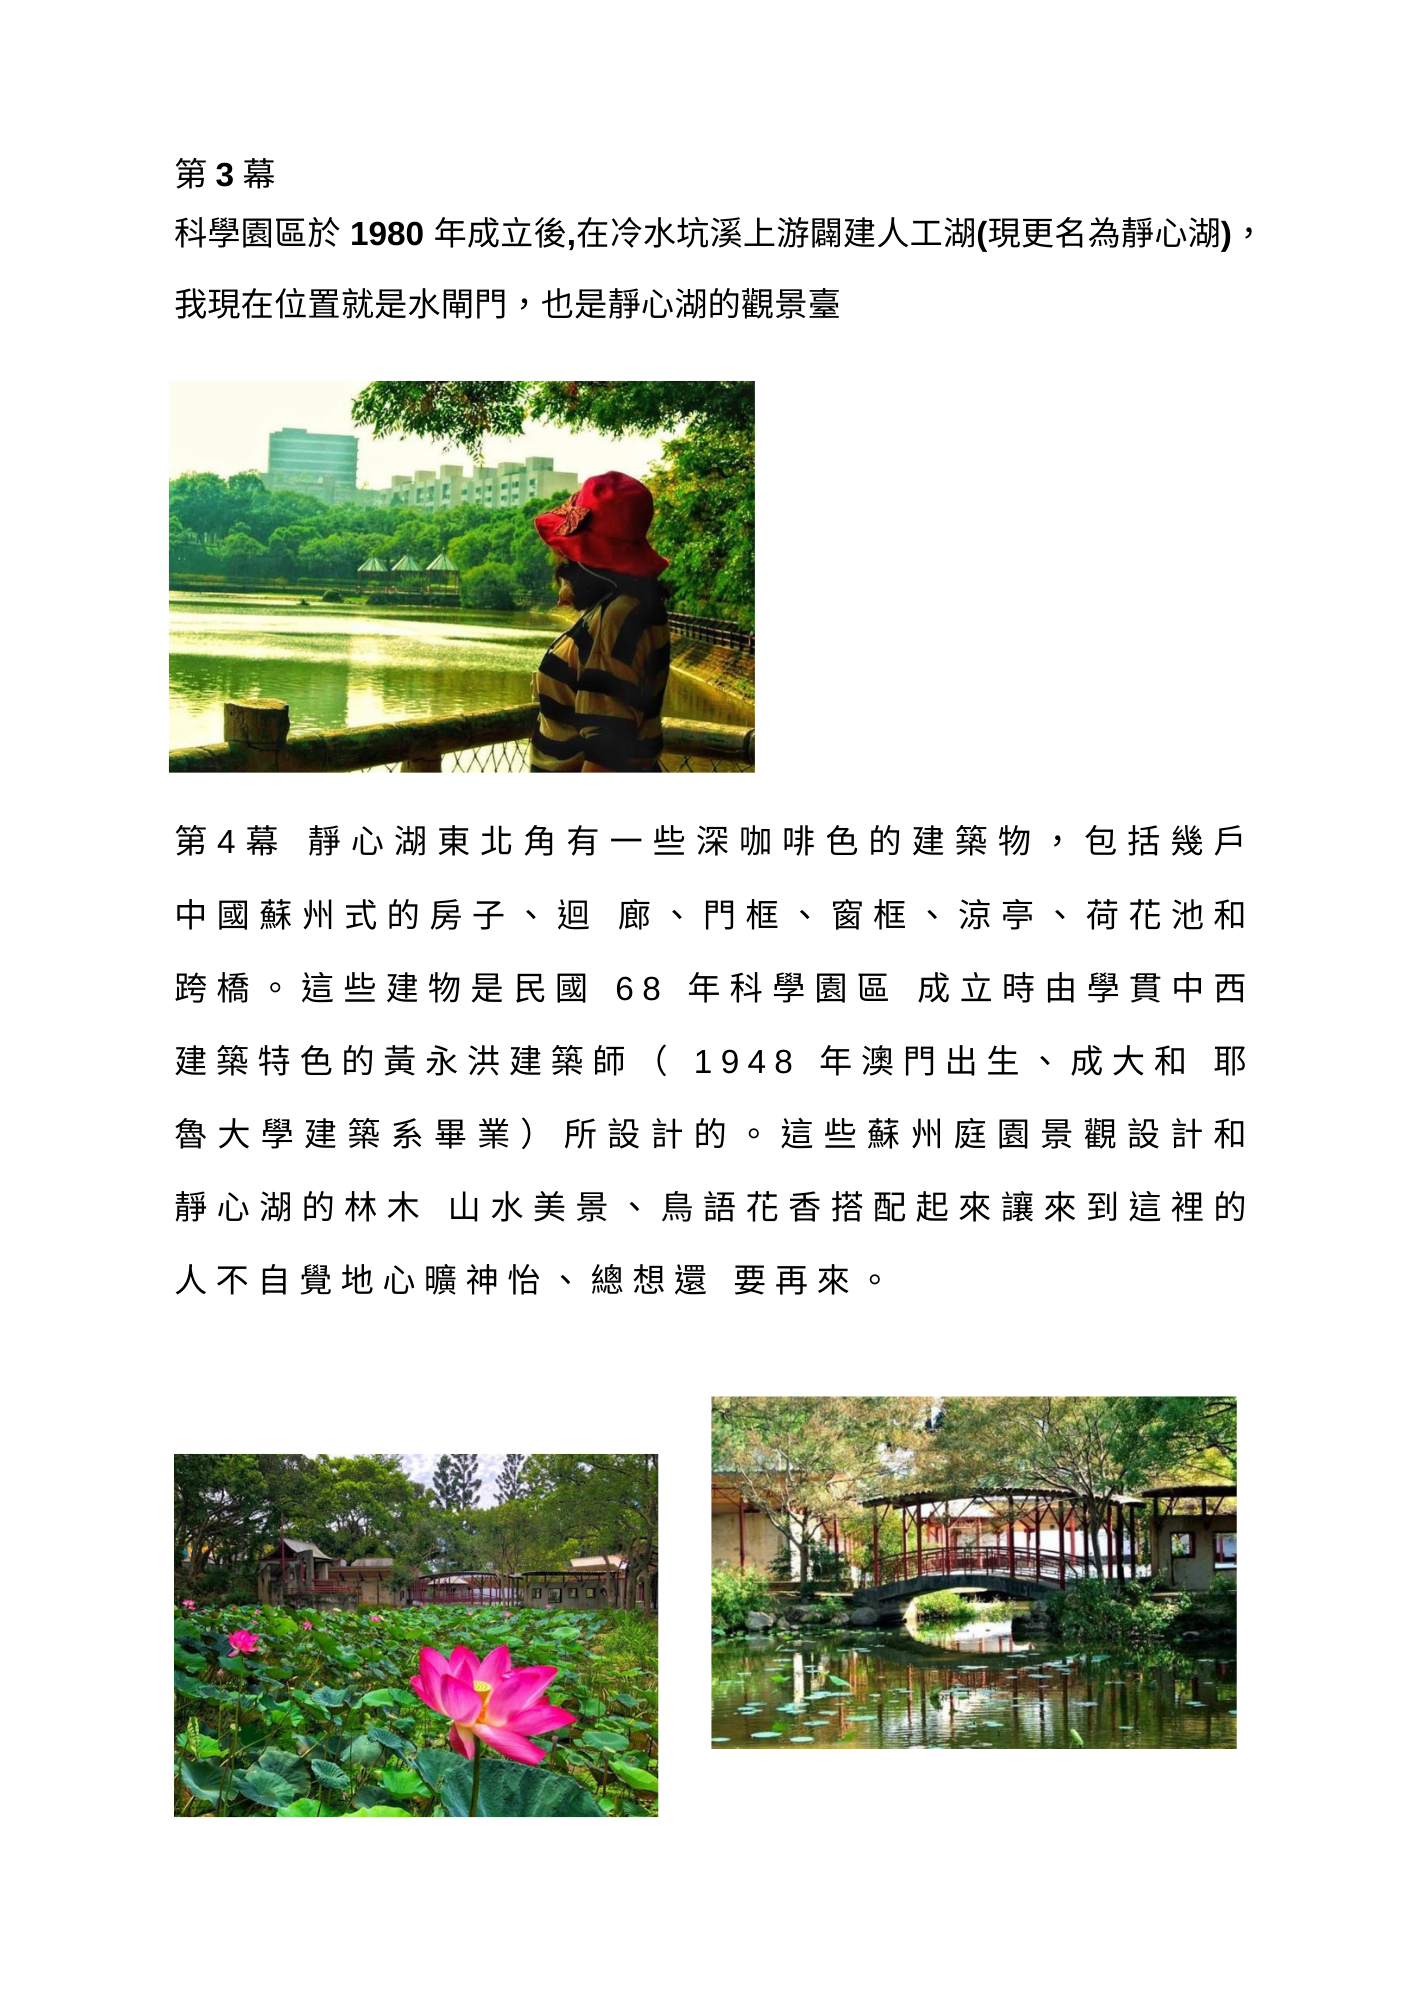 第 3 幕
科學園區於 1980 年成立後,在冷水坑溪上游闢建人工湖(現更名為靜心湖)，
我現在位置就是水閘門，也是靜心湖的觀景臺
第4幕 靜心湖東北角有一些深咖啡色的建築物，包括幾戶
中國蘇州式的房子、迴 廊、門框、窗框、涼亭、荷花池和
跨橋。這些建物是民國 68 年科學園區 成立時由學貫中西
建築特色的黃永洪建築師（ 1948 年澳門出生、成大和 耶
魯大學建築系畢業）所設計的。這些蘇州庭園景觀設計和
靜心湖的林木 山水美景、鳥語花香搭配起來讓來到這裡的
人不自覺地心曠神怡、總想還 要再來。